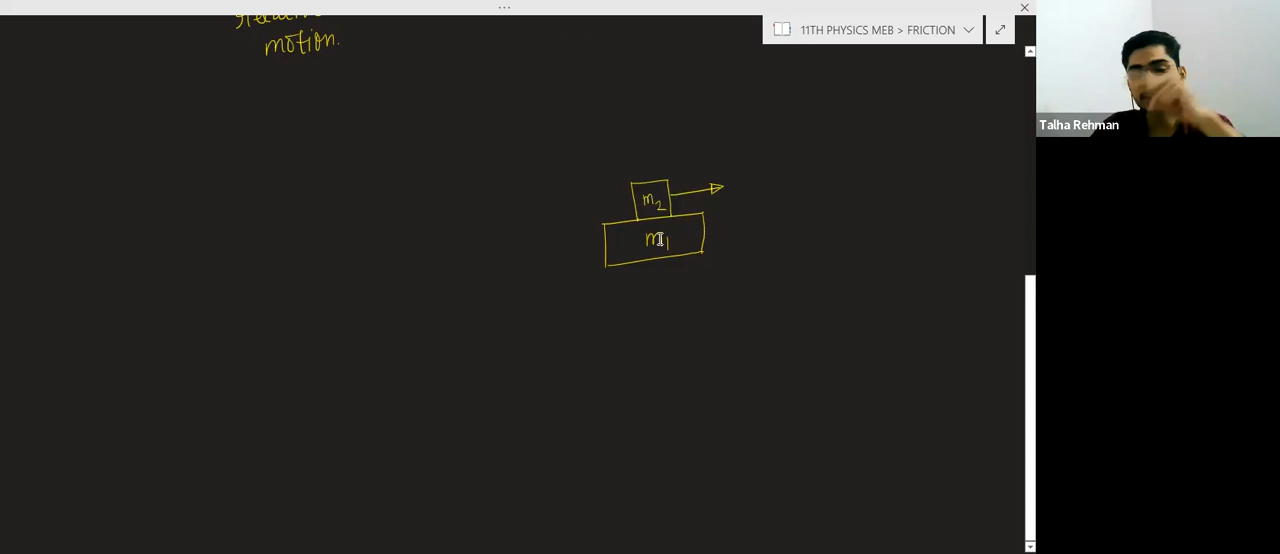 motion.
11TH PHYSICS MEB > FRICTION
Talha Rehman
m2
m1